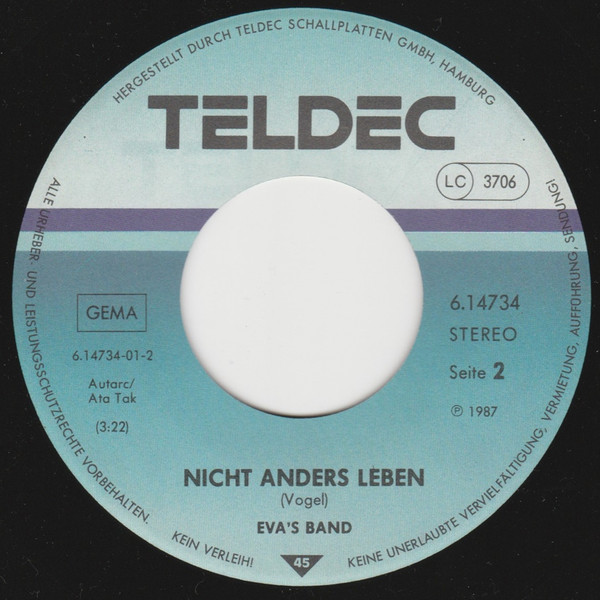 HERGESTELLT DURCH TELDEC SCHALLPLATTEN GMBH, HAMBURG
TELDEC
LC 3706
GEMA
6.14734-01-2
Autarc/
Ata Tak
(3:22)
6.14734
STEREO
Seite 2
℗ 1987
NICHT ANDERS LEBEN
(Vogel)
EVA'S BAND
45
ALLE URHEBER- UND LEISTUNGSSCHUTZRECHTE VORBEHALTEN.
KEIN VERLEIH!
KEINE UNERLAUBTE VERVIELFÄLTIGUNG, VERMIETUNG, AUFFÜHRUNG, SENDUNG!